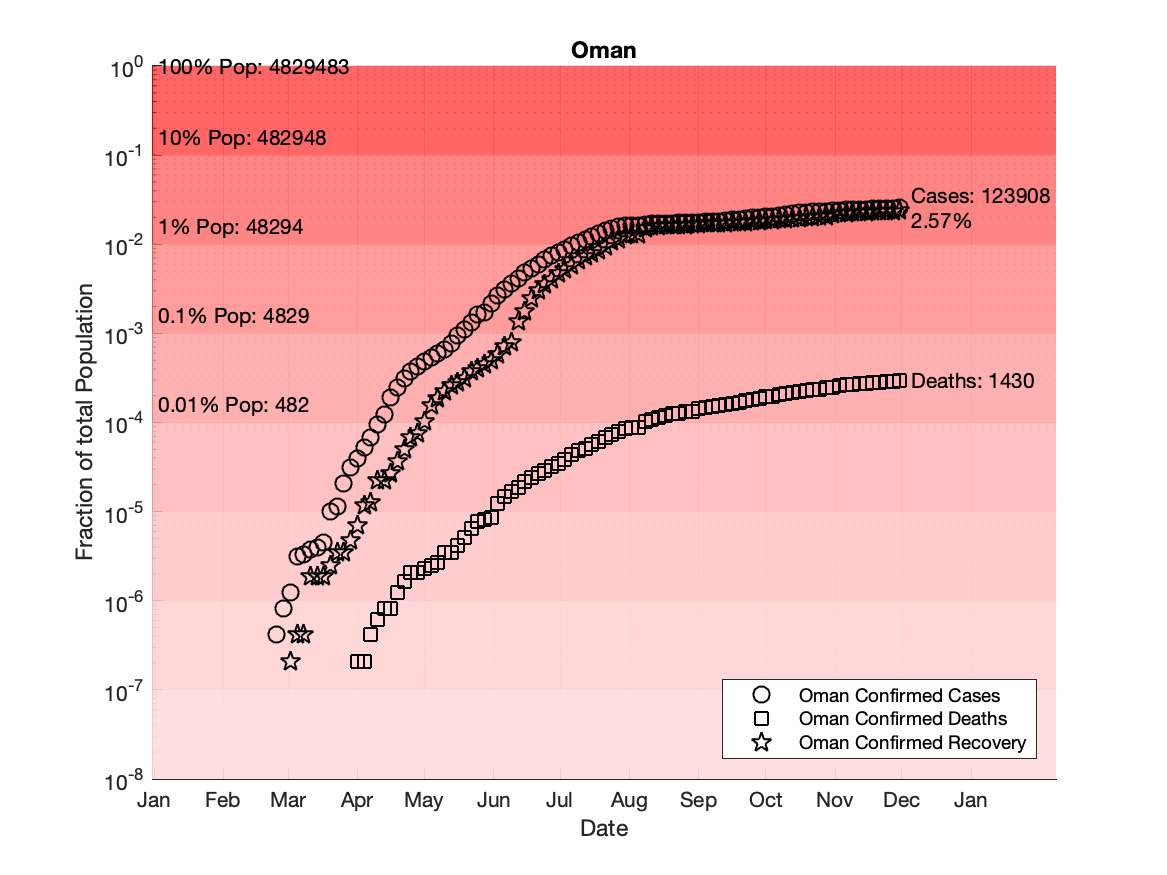 Oman
10^0
100% Pop: 4829483
10% Pop: 482948
10^-1
Cases: 123908
2.57%
1% Pop: 48294
10^-2
0.1% Pop: 4829
10^-3
Deaths: 1430
0.01% Pop: 482
10^-4
10^-5
10^-6
10^-7
10^-8
Fraction of total Population
Oman Confirmed Cases
Oman Confirmed Deaths
Oman Confirmed Recovery
Jan Feb Mar Apr May Jun Jul Aug Sep Oct Nov Dec Jan
Date